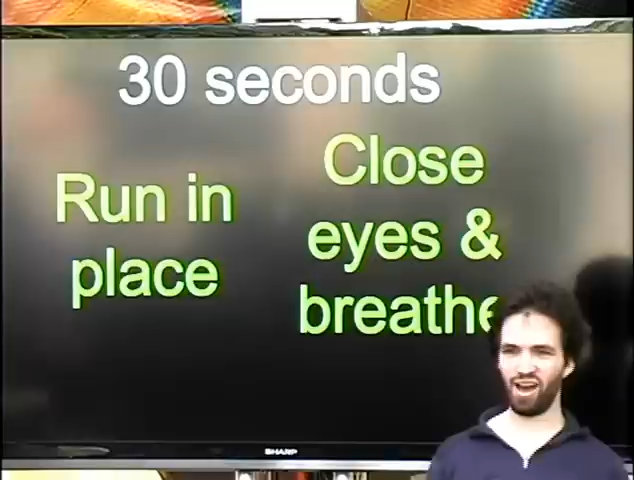 30 seconds
Run in
place
Close
eyes &
breathe
SHARP